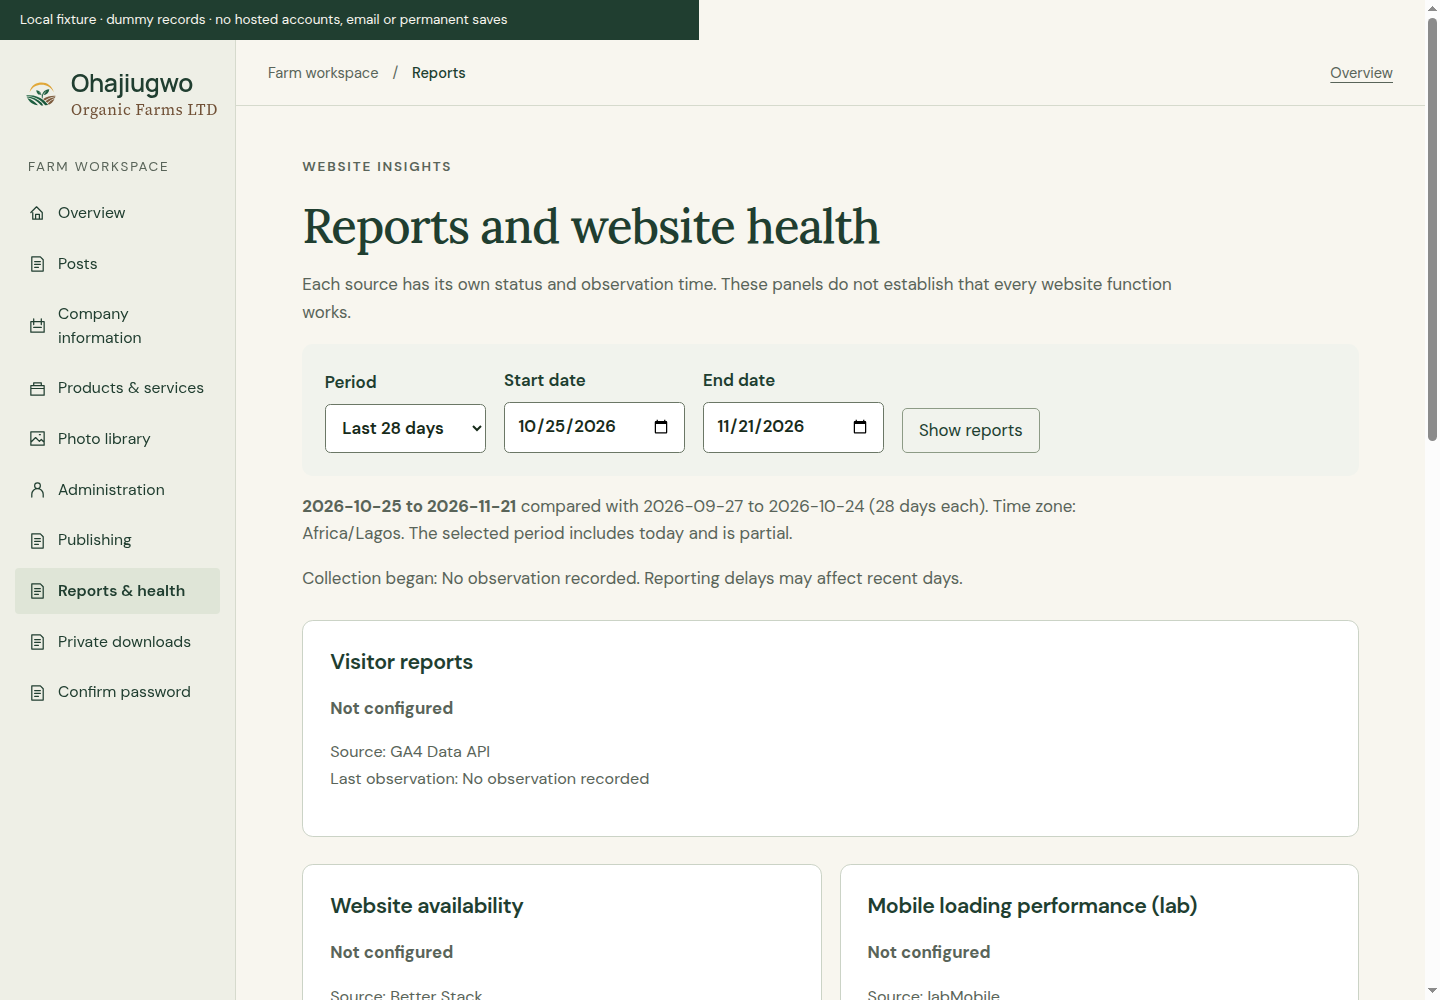 Local fixture · dummy records · no hosted accounts, email or permanent saves
Ohajiugwo
Organic Farms LTD
FARM WORKSPACE
Overview
Posts
Company
information
Products & services
Photo library
Administration
Publishing
Reports & health
Private downloads
Confirm password
Farm workspace / Reports
Overview
WEBSITE INSIGHTS
Reports and website health
Each source has its own status and observation time. These panels do not establish that every website function
works.
Period
Start date
End date
Last 28 days
10/25/2026
11/21/2026
Show reports
2026-10-25 to 2026-11-21 compared with 2026-09-27 to 2026-10-24 (28 days each). Time zone:
Africa/Lagos. The selected period includes today and is partial.
Collection began: No observation recorded. Reporting delays may affect recent days.
Visitor reports
Not configured
Source: GA4 Data API
Last observation: No observation recorded
Website availability
Not configured
Source: Better Stack
Mobile loading performance (lab)
Not configured
Source: labMobile